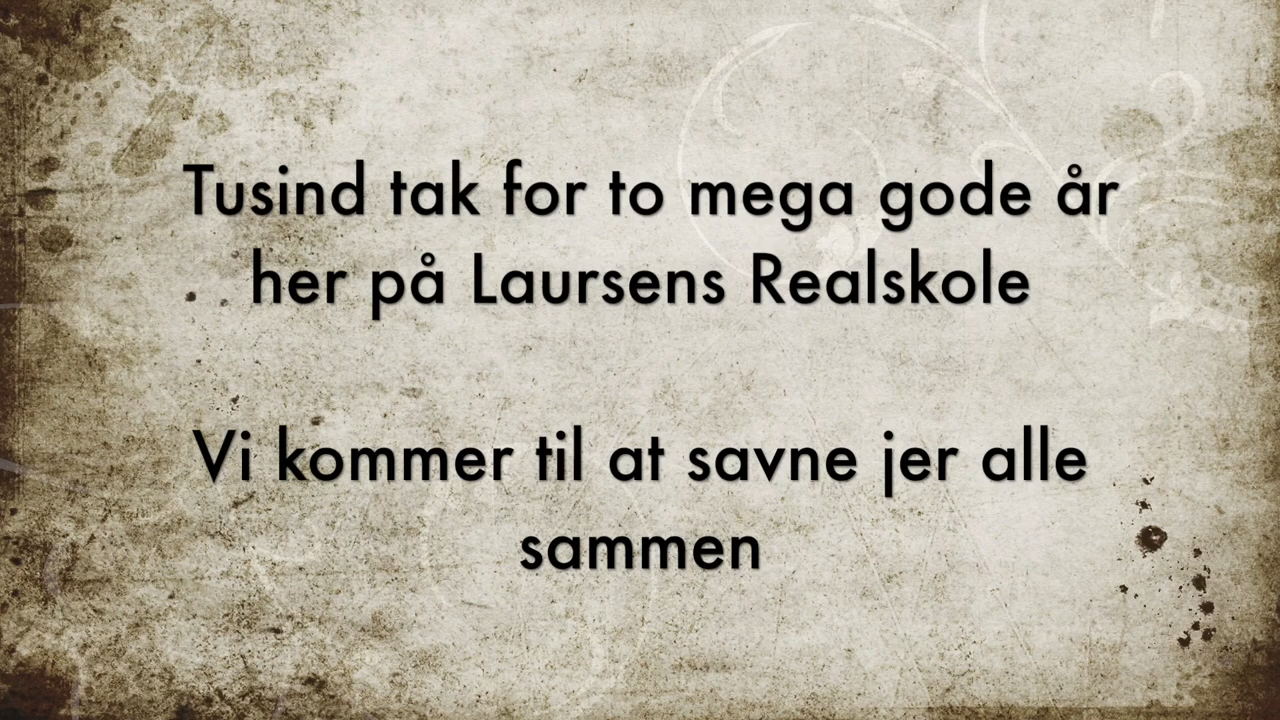 Tusind tak for to mega gode år
her på Laursens Realskole
Vi kommer til at savne jer alle
sammen